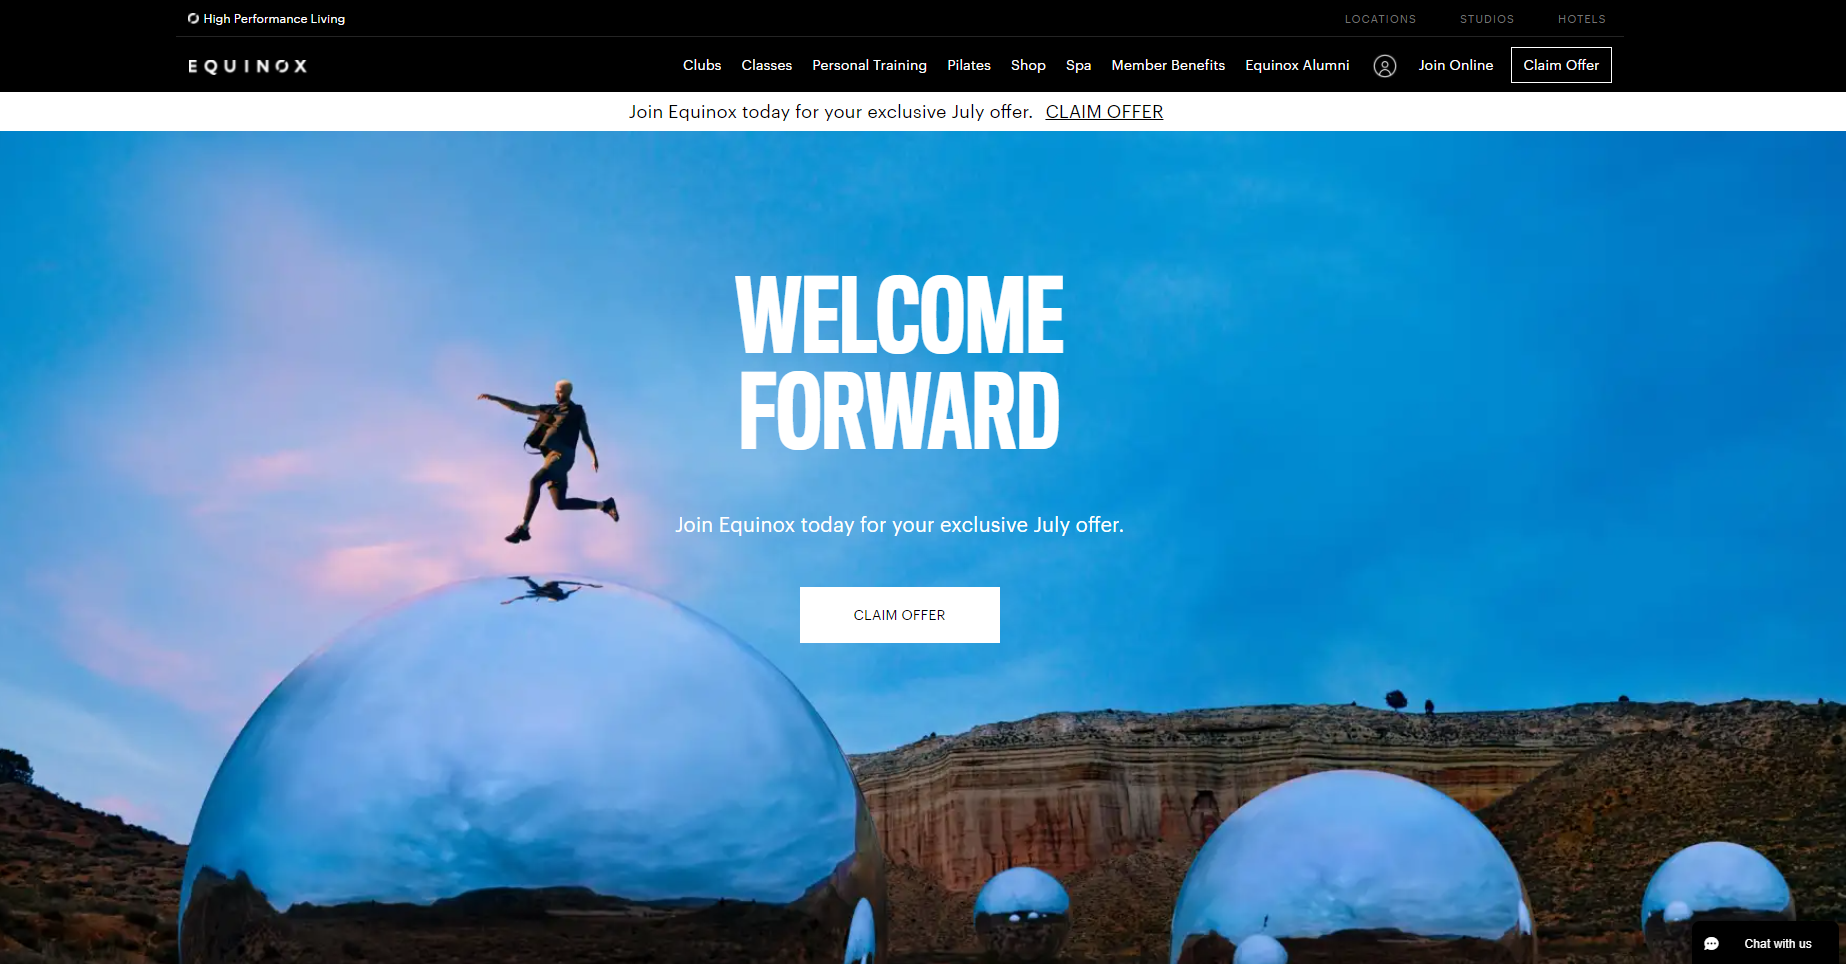 High Performance Living
LOCATIONS STUDIOS HOTELS
EQUINOX
Clubs Classes Personal Training Pilates Shop Spa Member Benefits Equinox Alumni Join Online Claim Offer
Join Equinox today for your exclusive July offer. CLAIM OFFER
WELCOME
FORWARD
Join Equinox today for your exclusive July offer.
CLAIM OFFER
Chat with us